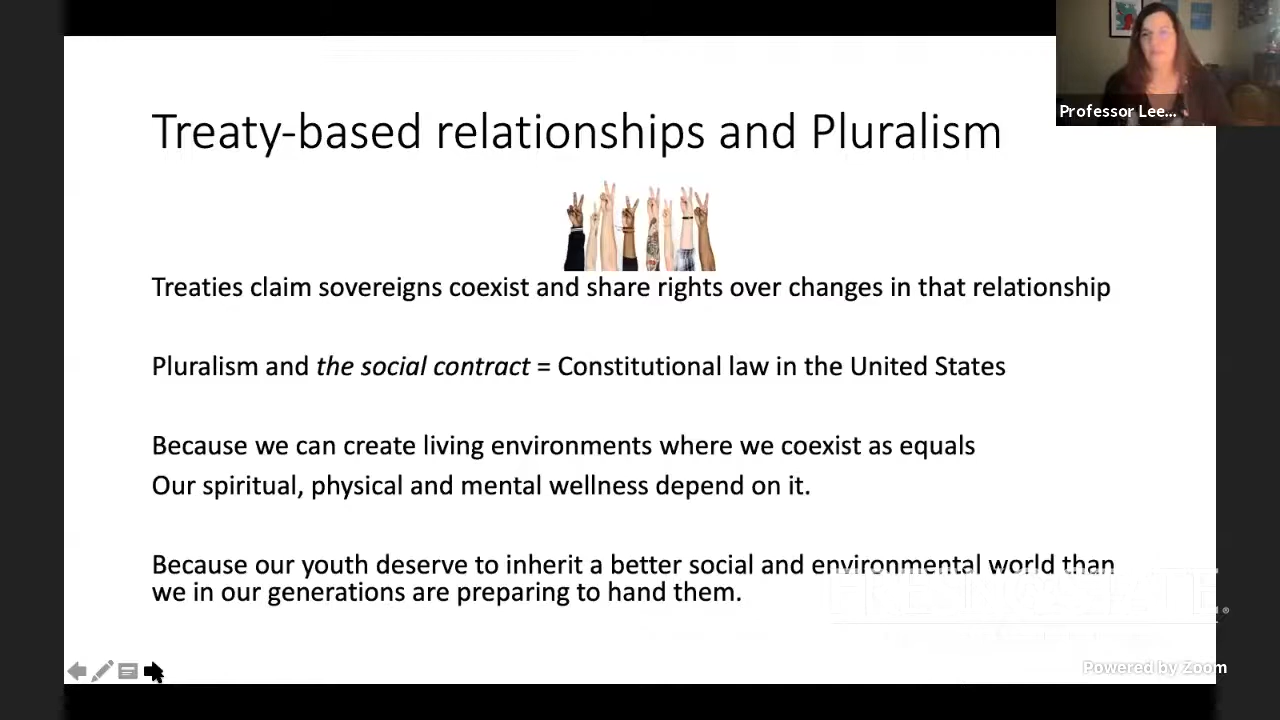 Professor Lee...
Treaty-based relationships and Pluralism
Treaties claim sovereigns coexist and share rights over changes in that relationship
Pluralism and the social contract = Constitutional law in the United States
Because we can create living environments where we coexist as equals
Our spiritual, physical and mental wellness depend on it.
Because our youth deserve to inherit a better social and environmental world than
we in our generations are preparing to hand them.
Powered by Zoom